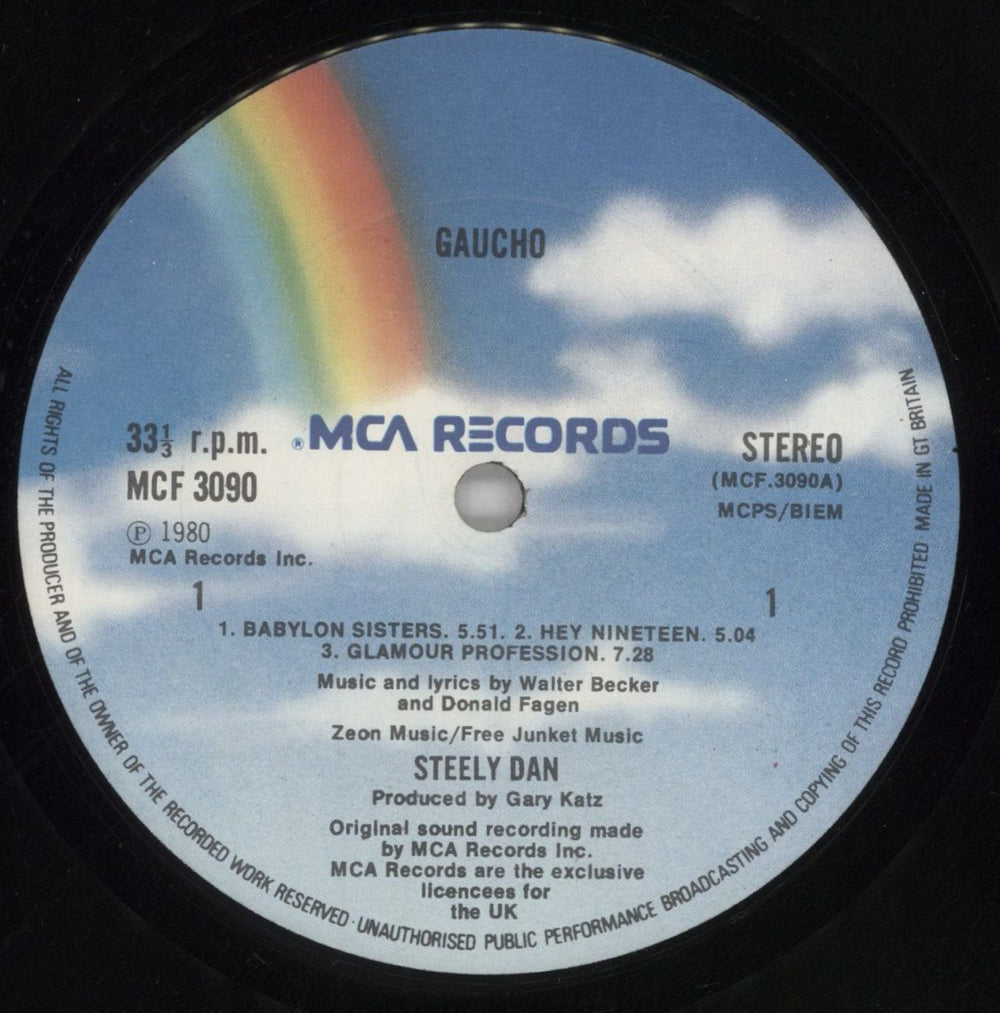 GAUCHO
® MCA RECORDS
33⅓ r.p.m.
MCF 3090
℗ 1980
MCA Records Inc.
1
STEREO
(MCF.3090A)
MCPS/BIEM
1
1. BABYLON SISTERS. 5.51. 2. HEY NINETEEN. 5.04
3. GLAMOUR PROFESSION. 7.28
Music and lyrics by Walter Becker
and Donald Fagen
Zeon Music/Free Junket Music
STEELY DAN
Produced by Gary Katz
Original sound recording made
by MCA Records Inc.
MCA Records are the exclusive
licencees for
the UK
ALL RIGHTS OF THE PRODUCER AND OF THE OWNER OF THE RECORDED WORK RESERVED · UNAUTHORISED PUBLIC PERFORMANCE BROADCASTING AND COPYING OF THIS RECORD PROHIBITED MADE IN GT BRITAIN